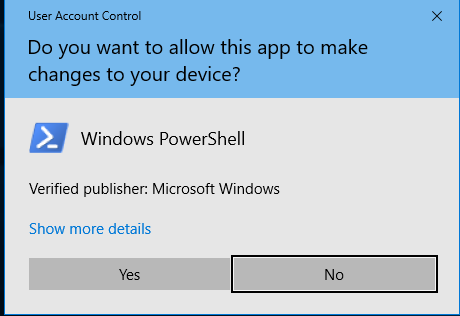 User Account Control
Do you want to allow this app to make
changes to your device?
Windows PowerShell
Verified publisher: Microsoft Windows
Show more details
Yes
No